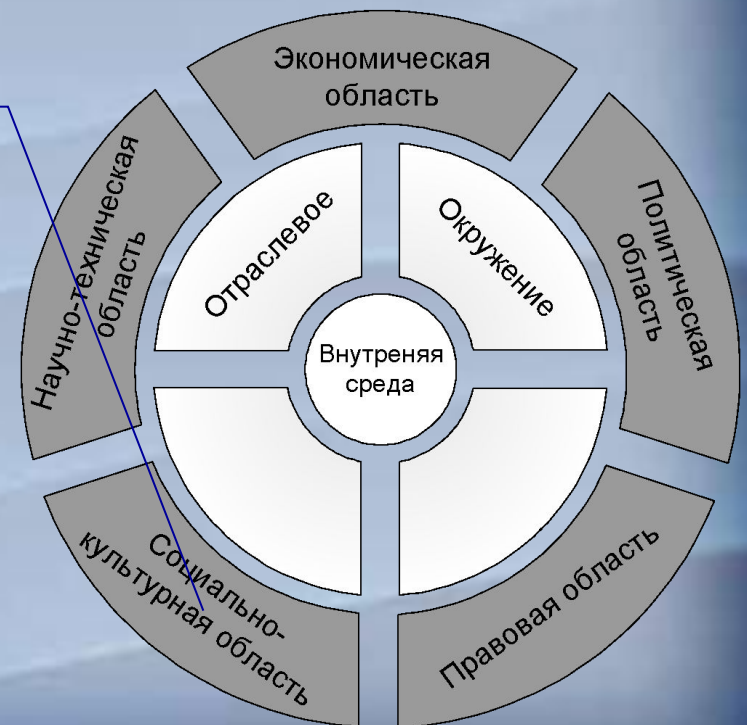 Экономическая
область
Политическая
область
Правовая область
Социально-
культурная область
Научно-техническая
область
Отраслевое
Окружение
Внутреняя
среда